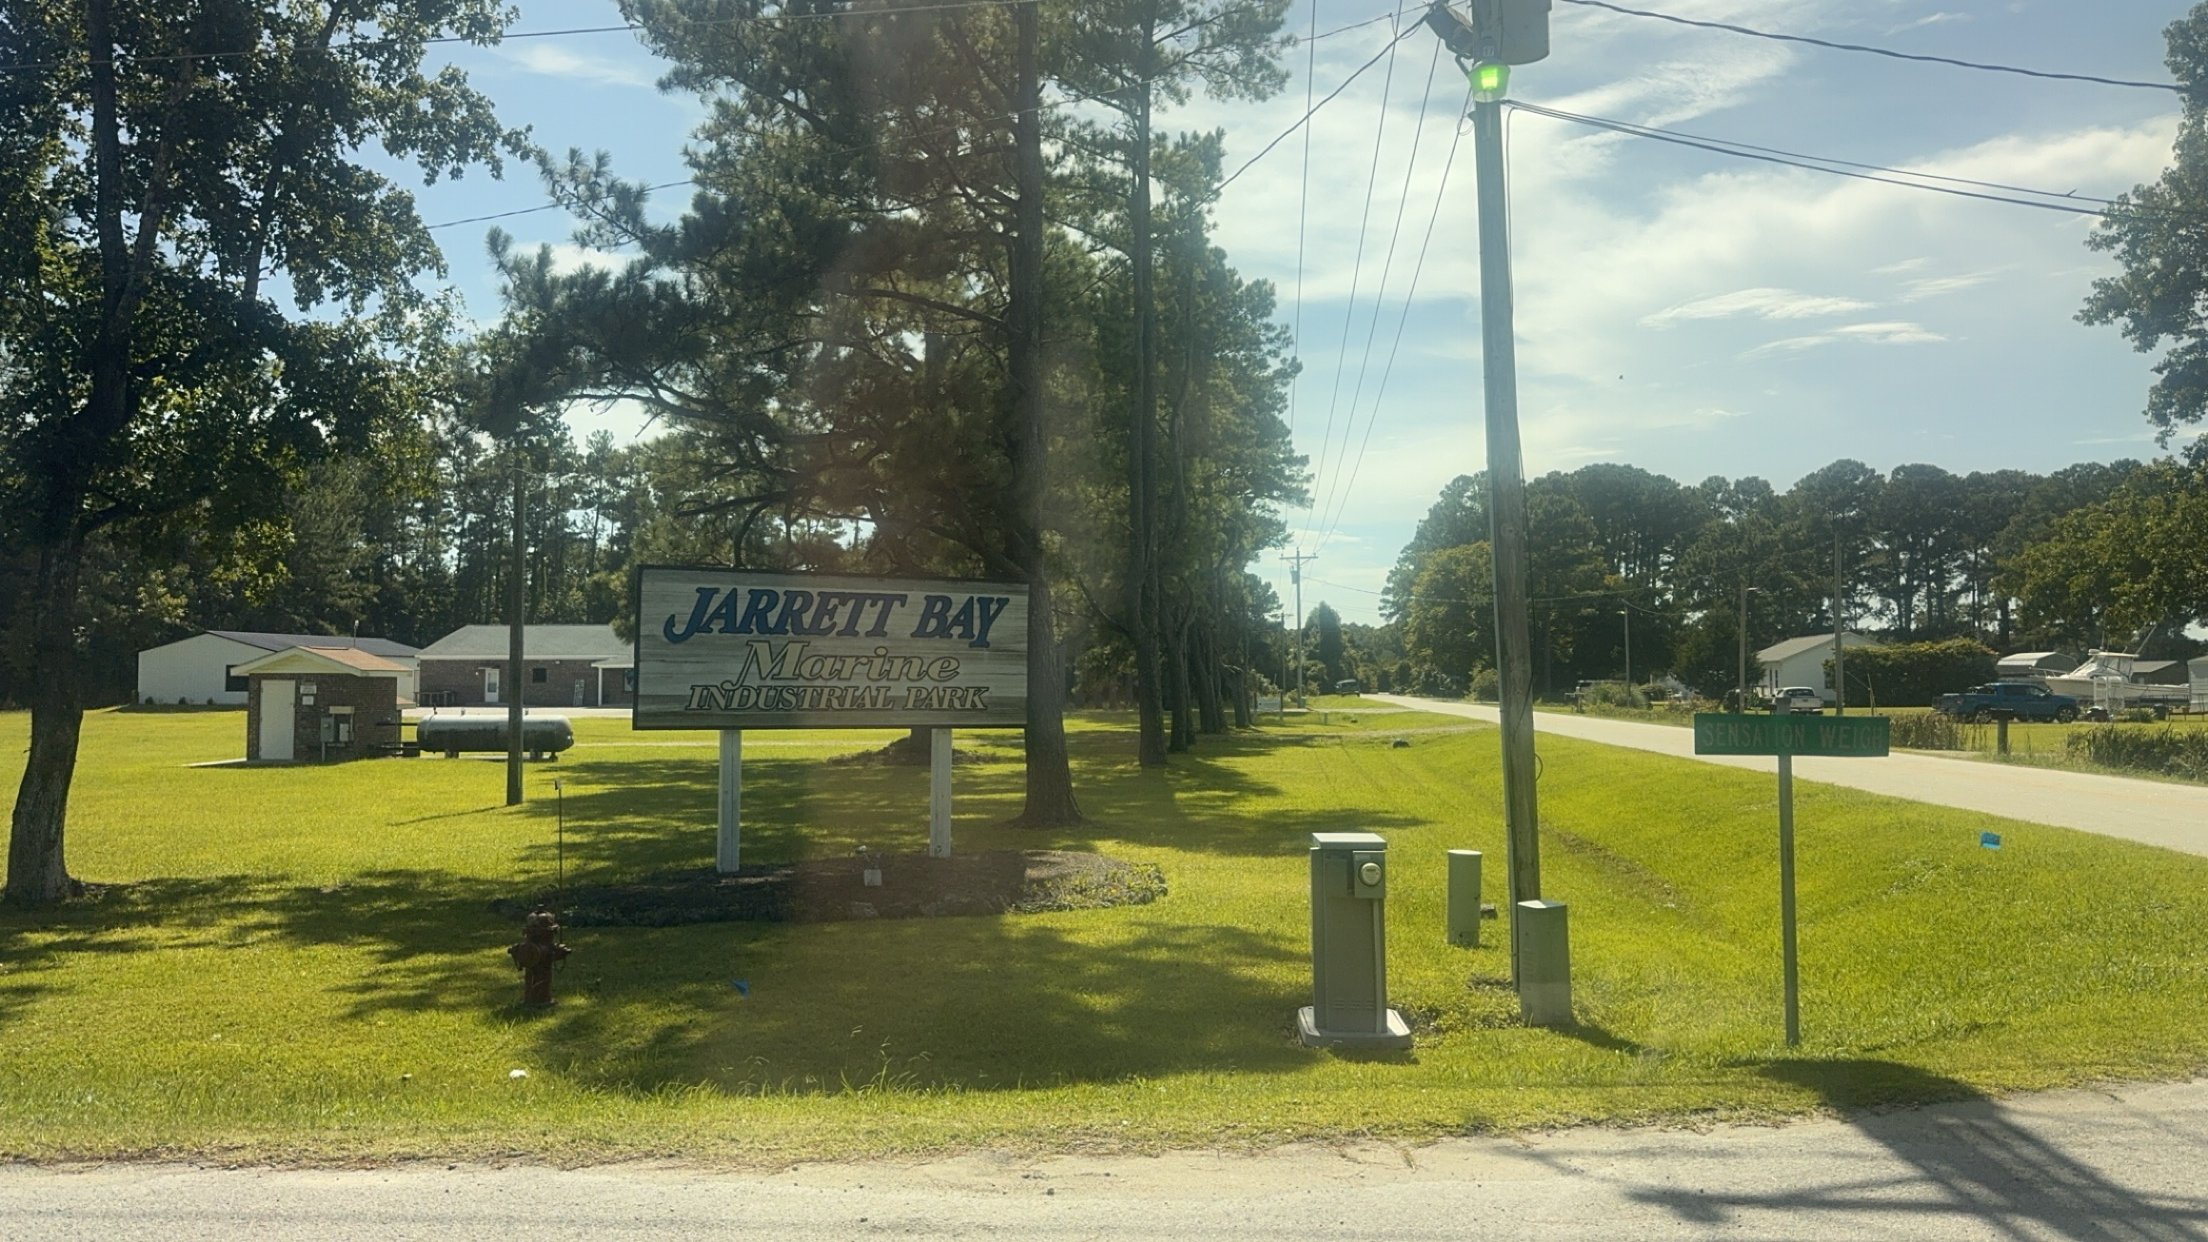 JARRETT BAY
Marine
INDUSTRIAL PARK
SENSATION WEIGH